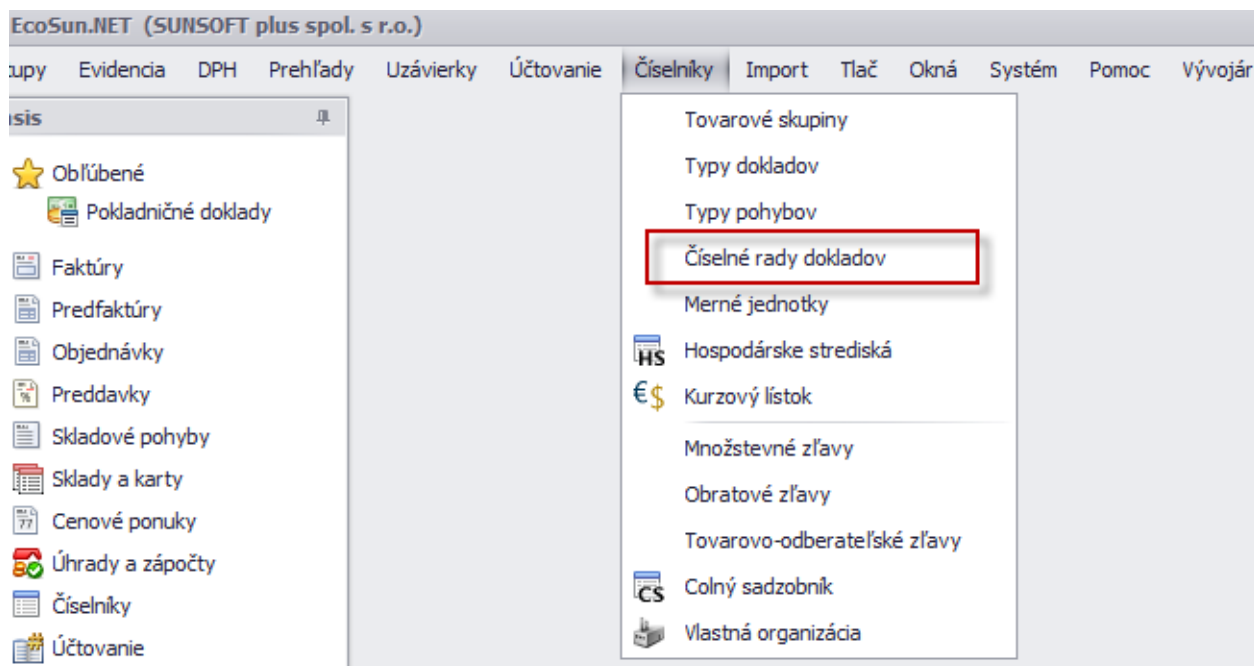 EcoSun.NET (SUNSOFT plus spol. s r.o.)
tupy Evidencia DPH Prehľady Uzávierky Účtovanie Číselníky Import Tlač Okná Systém Pomoc Vývojár
isis
Obľúbené
Pokladničné doklady
Faktúry
Predfaktúry
Objednávky
Preddavky
Skladové pohyby
Sklady a karty
Cenové ponuky
Úhrady a zápočty
Číselníky
Účtovanie
Tovarové skupiny
Typy dokladov
Typy pohybov
Číselné rady dokladov
Merné jednotky
HS Hospodárske strediská
€$ Kurzový lístok
Množstevné zľavy
Obratové zľavy
Tovarovo-odberateľské zľavy
CS Colný sadzobník
Vlastná organizácia